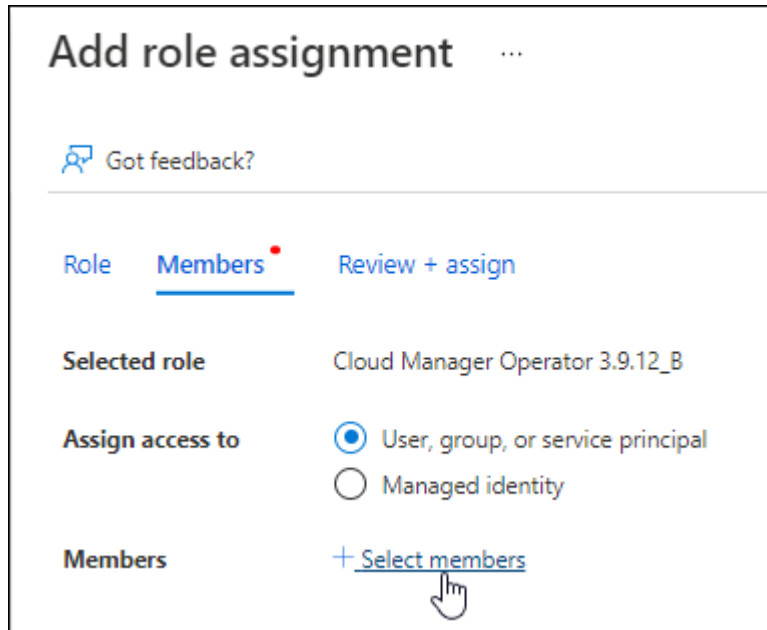 Add role assignment ...
Got feedback?
Role Members Review + assign
Selected role Cloud Manager Operator 3.9.12_B
Assign access to User, group, or service principal
Managed identity
Members + Select members